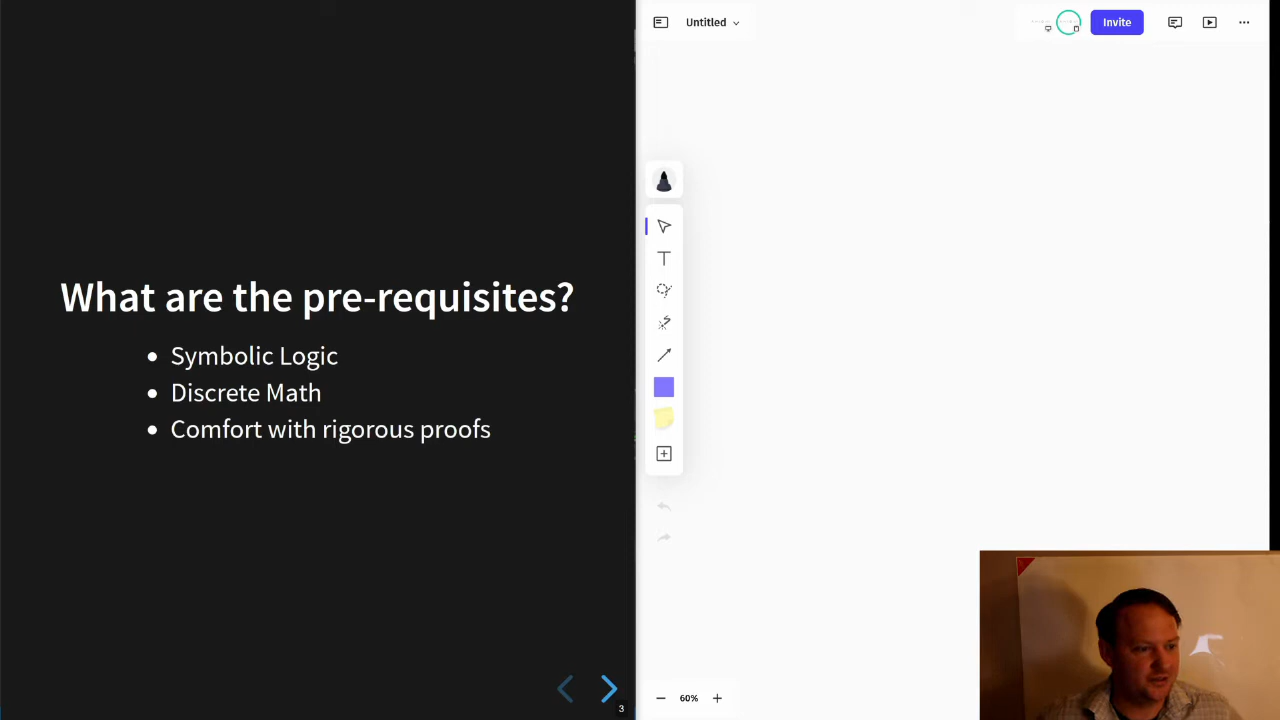 What are the pre-requisites?
Symbolic Logic
Discrete Math
Comfort with rigorous proofs
3
Untitled
Invite
60%